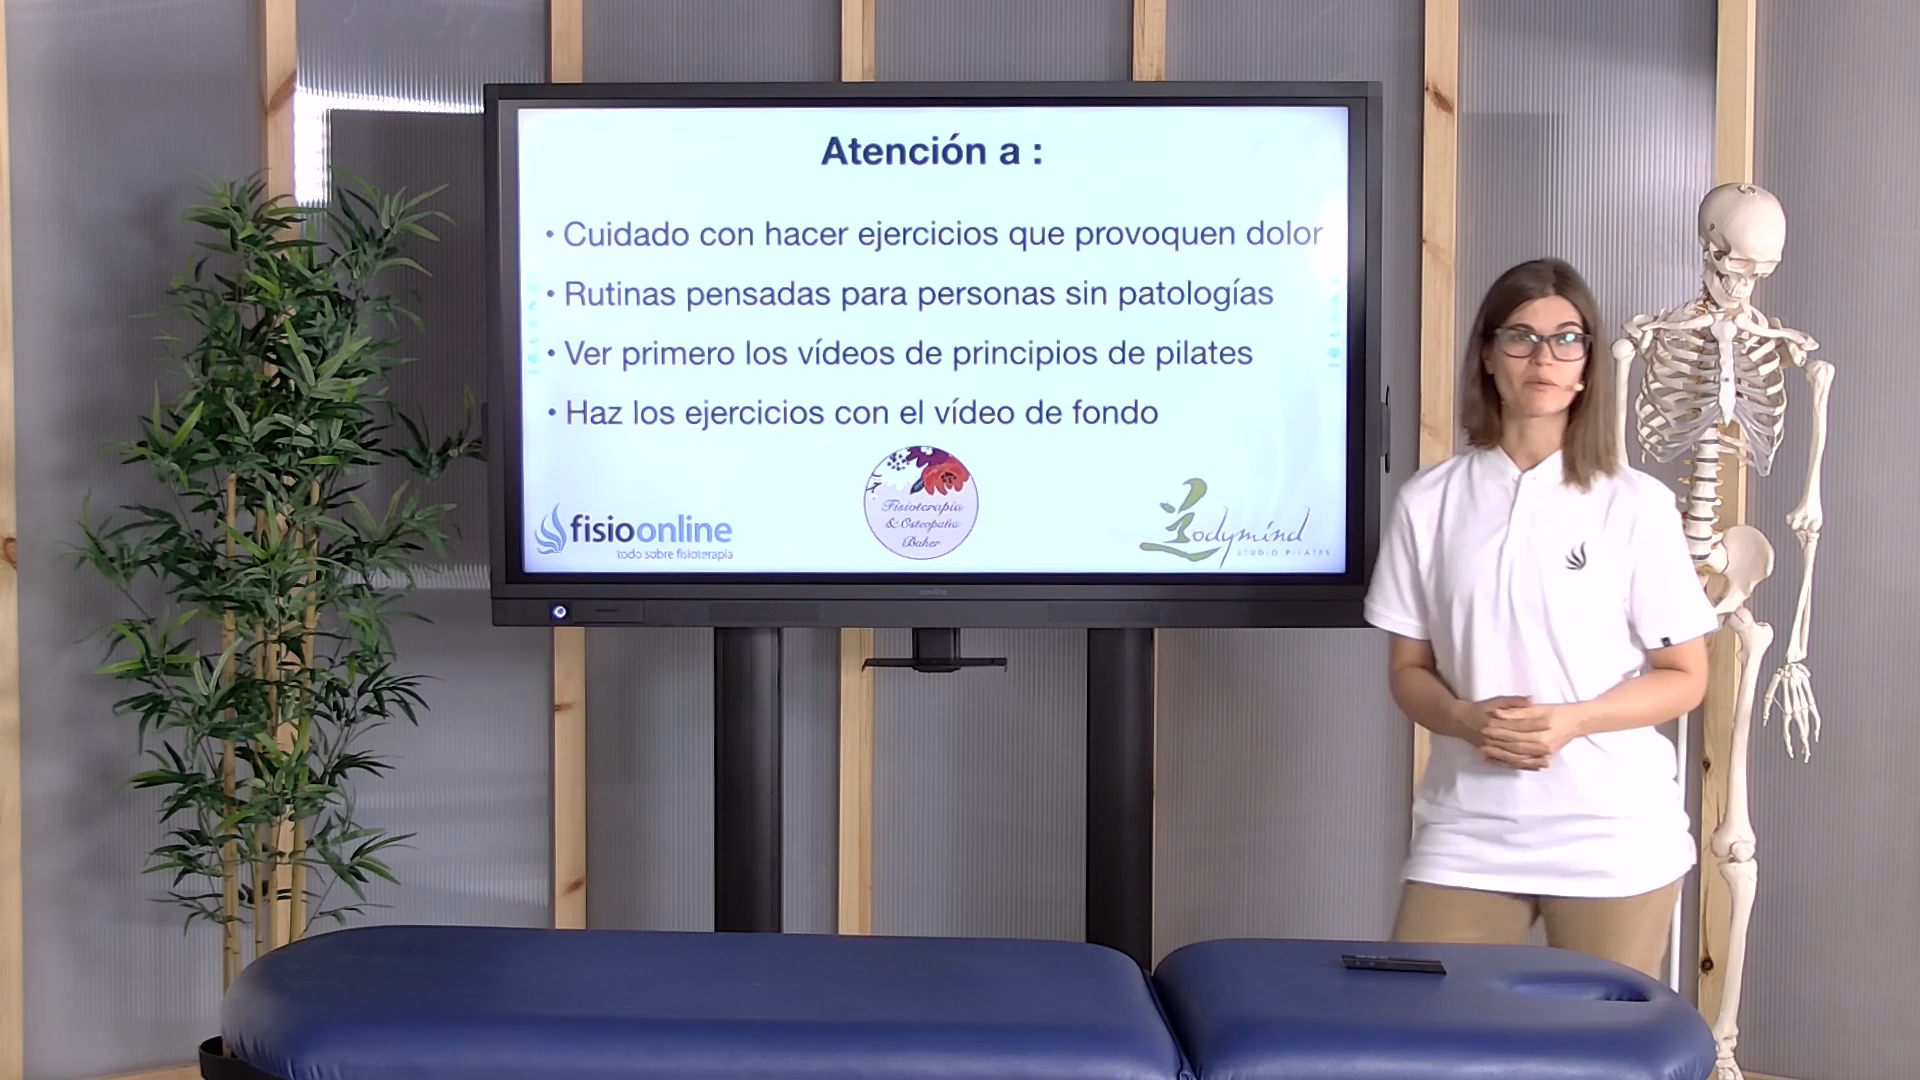 Atención a :
• Cuidado con hacer ejercicios que provoquen dolor
• Rutinas pensadas para personas sin patologías
• Ver primero los vídeos de principios de pilates
• Haz los ejercicios con el vídeo de fondo
fisioonline
todo sobre fisioterapia
Fisioterapia
& Osteopatía
Baher
Bodymind
STUDIO PILATES